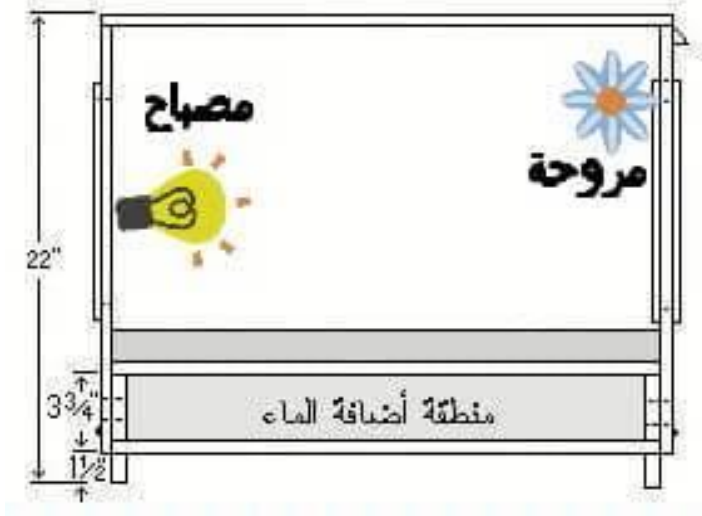 مصباح
مروحة
22"
3¾"
منطقة أضافة الماء
1½"